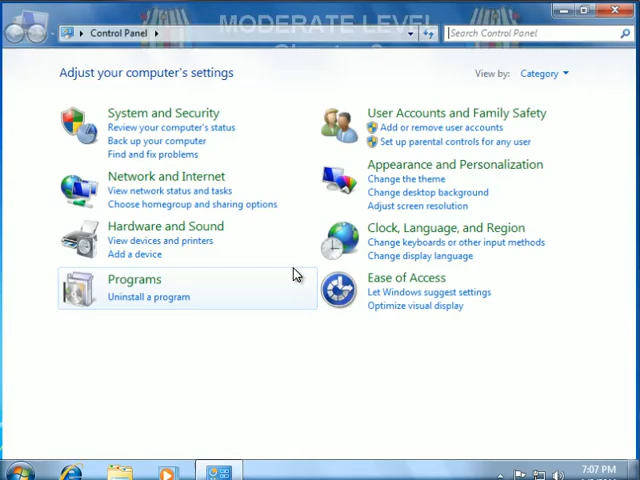 MODERATE LEVEL
Control Panel
Search Control Panel
Adjust your computer's settings
View by: Category
System and Security
Review your computer's status
Back up your computer
Find and fix problems
Network and Internet
View network status and tasks
Choose homegroup and sharing options
Hardware and Sound
View devices and printers
Add a device
Programs
Uninstall a program
User Accounts and Family Safety
Add or remove user accounts
Set up parental controls for any user
Appearance and Personalization
Change the theme
Change desktop background
Adjust screen resolution
Clock, Language, and Region
Change keyboards or other input methods
Change display language
Ease of Access
Let Windows suggest settings
Optimize visual display
7:07 PM